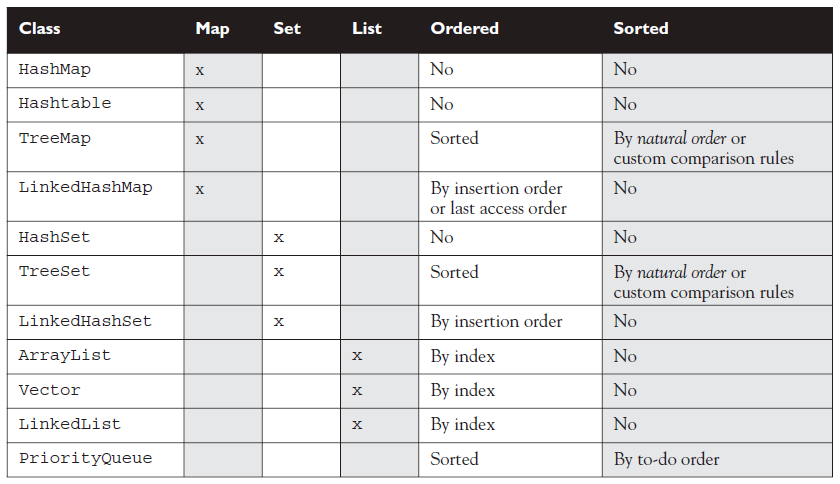 Class Map Set List Ordered Sorted
HashMap x No No
Hashtable x No No
TreeMap x Sorted By natural order or
custom comparison rules
LinkedHashMap x By insertion order No
or last access order
HashSet x No No
TreeSet x Sorted By natural order or
custom comparison rules
LinkedHashSet x By insertion order No
ArrayList x By index No
Vector x By index No
LinkedList x By index No
PriorityQueue Sorted By to-do order